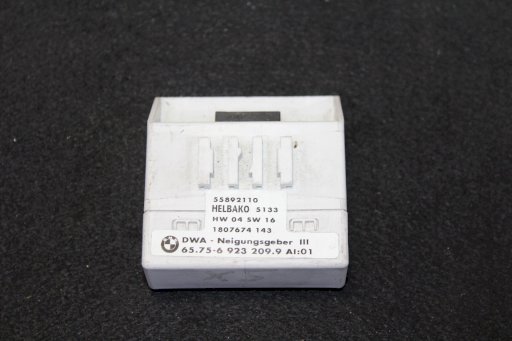 55892110
HELBAKO 5133
HW 04 SW 16
1807674 143
DWA - Neigungsgeber III
65.75-6 923 209.9 AI:01
X5